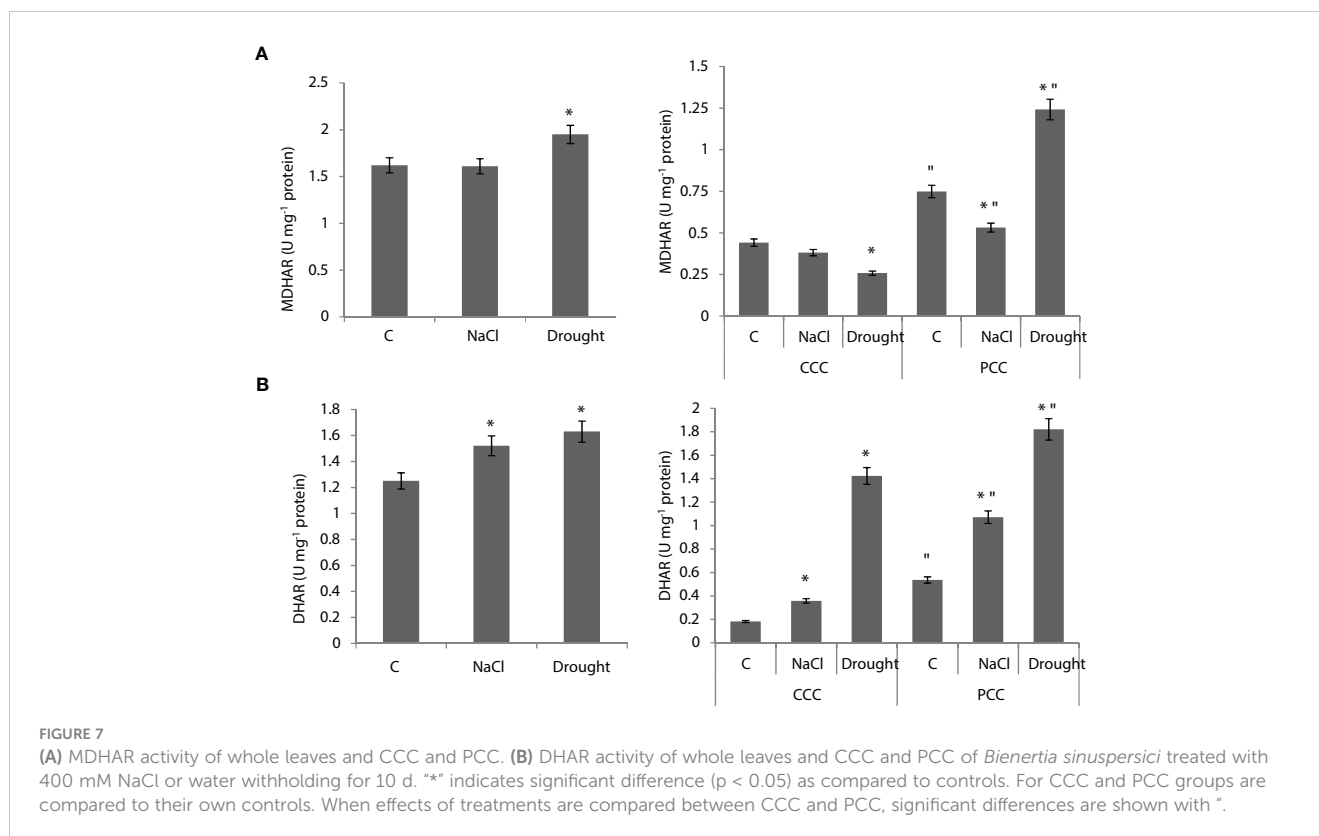 A
MDHAR (U mg⁻¹ protein)
2.5
2
1.5
1
0.5
0
*
C NaCl Drought
MDHAR (U mg⁻¹ protein)
1.5
1.25
1
0.75
0.5
0.25
0
*
"
* "
* "
C NaCl Drought C NaCl Drought
CCC PCC
B
DHAR (U mg⁻¹ protein)
1.8
1.6
1.4
1.2
1
0.8
0.6
0.4
0.2
0
*
*
C NaCl Drought
DHAR (U mg⁻¹ protein)
2
1.8
1.6
1.4
1.2
1
0.8
0.6
0.4
0.2
0
*
*
"
* "
* "
C NaCl Drought C NaCl Drought
CCC PCC
FIGURE 7
(A) MDHAR activity of whole leaves and CCC and PCC. (B) DHAR activity of whole leaves and CCC and PCC of Bienertia sinuspersici treated with
400 mM NaCl or water withholding for 10 d. "*" indicates significant difference (p < 0.05) as compared to controls. For CCC and PCC groups are
compared to their own controls. When effects of treatments are compared between CCC and PCC, significant differences are shown with ".